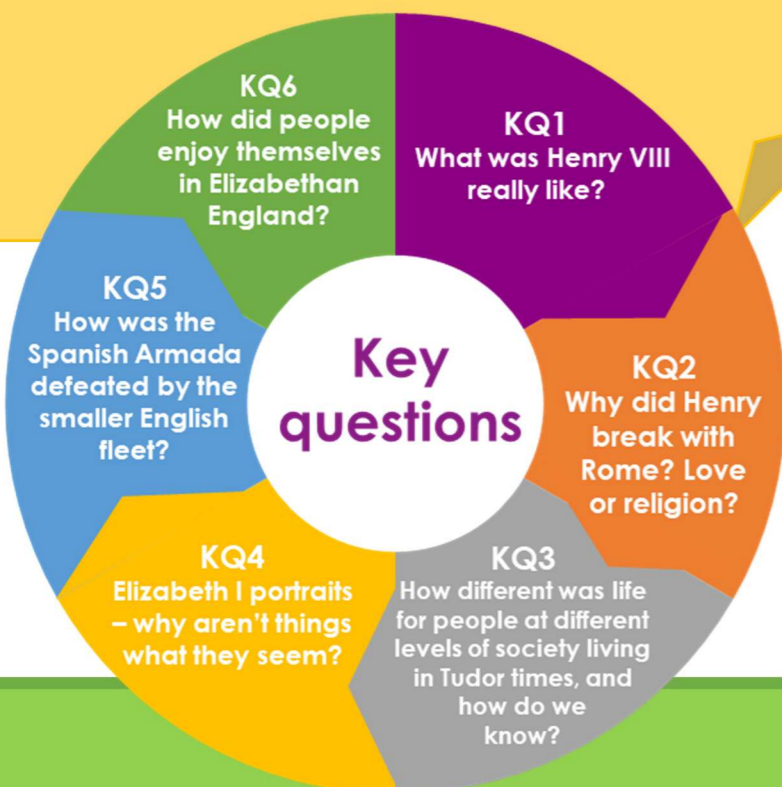 Key
questions
KQ1
What was Henry VIII
really like?
KQ2
Why did Henry
break with
Rome? Love
or religion?
KQ3
How different was life
for people at different
levels of society living
in Tudor times, and
how do we
know?
KQ4
Elizabeth I portraits
– why aren't things
what they seem?
KQ5
How was the
Spanish Armada
defeated by the
smaller English
fleet?
KQ6
How did people
enjoy themselves
in Elizabethan
England?